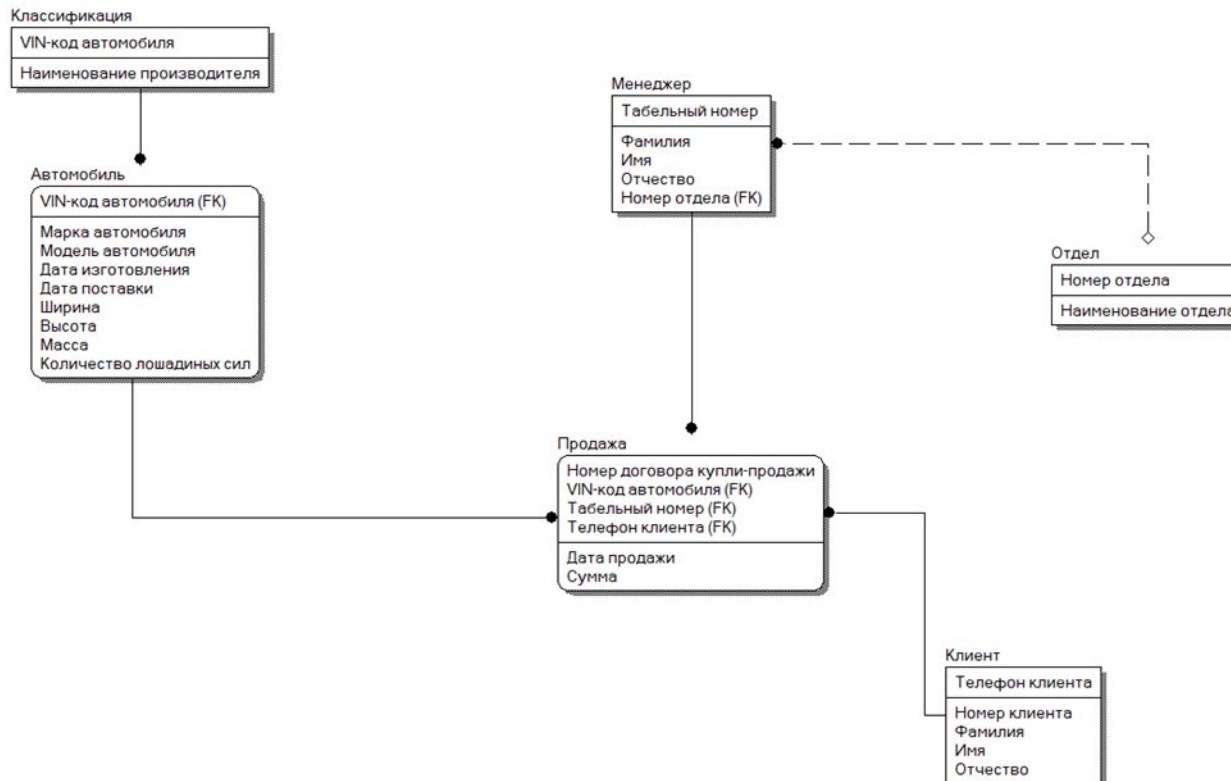 Классификация
VIN-код автомобиля
Наименование производителя
Автомобиль
VIN-код автомобиля (FK)
Марка автомобиля
Модель автомобиля
Дата изготовления
Дата поставки
Ширина
Высота
Масса
Количество лошадиных сил
Менеджер
Табельный номер
Фамилия
Имя
Отчество
Номер отдела (FK)
Отдел
Номер отдела
Наименование отдела
Продажа
Номер договора купли-продажи
VIN-код автомобиля (FK)
Табельный номер (FK)
Телефон клиента (FK)
Дата продажи
Сумма
Клиент
Телефон клиента
Номер клиента
Фамилия
Имя
Отчество